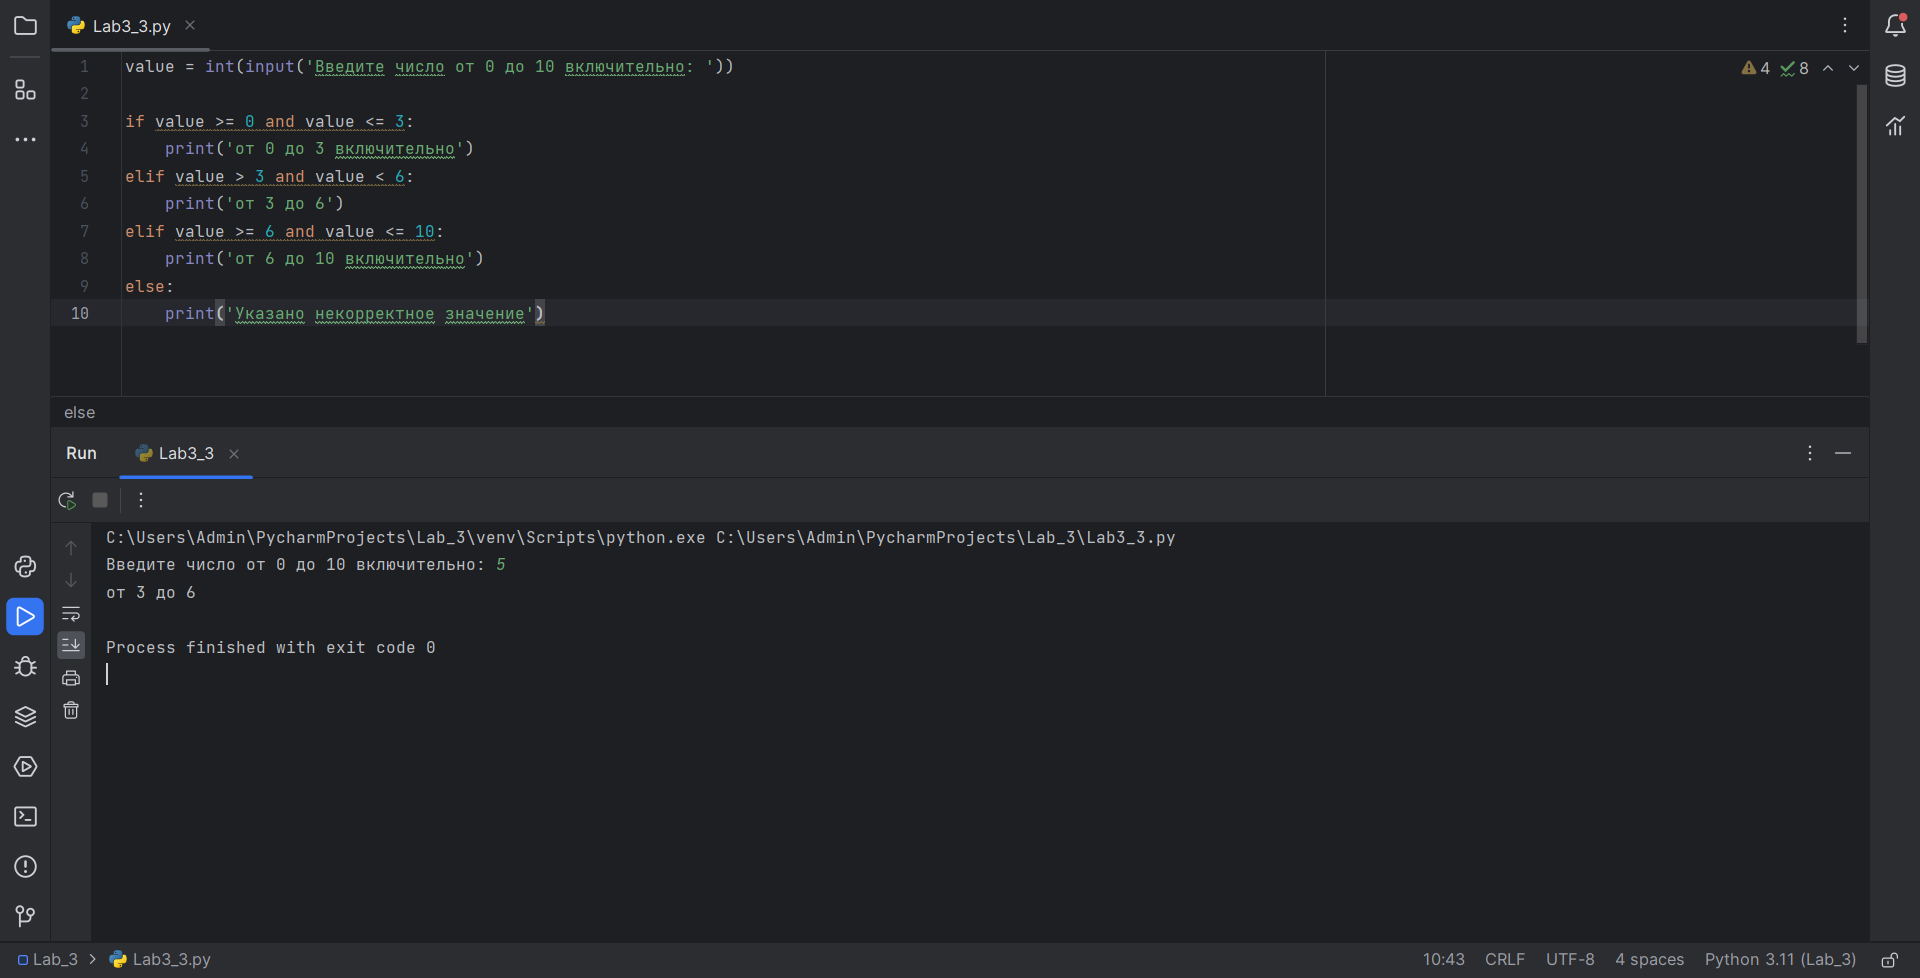 Lab3_3.py
1 value = int(input('Введите число от 0 до 10 включительно: '))
4 8
2
3 if value >= 0 and value <= 3:
4     print('от 0 до 3 включительно')
5 elif value > 3 and value < 6:
6     print('от 3 до 6')
7 elif value >= 6 and value <= 10:
8     print('от 6 до 10 включительно')
9 else:
10     print('Указано некорректное значение')
else
Run Lab3_3
C:\Users\Admin\PycharmProjects\Lab_3\venv\Scripts\python.exe C:\Users\Admin\PycharmProjects\Lab_3\Lab3_3.py
Введите число от 0 до 10 включительно: 5
от 3 до 6
Process finished with exit code 0
Lab_3 > Lab3_3.py 10:43 CRLF UTF-8 4 spaces Python 3.11 (Lab_3)